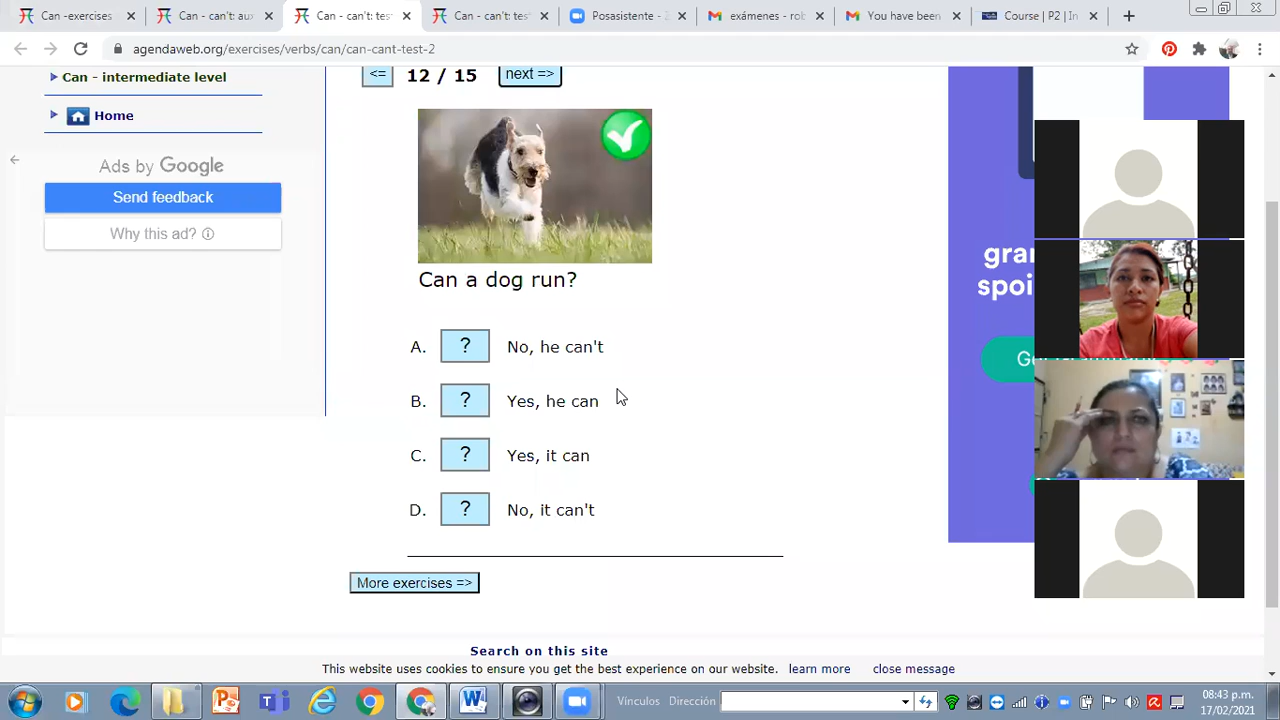 Can -exercises
Can - can't: aux
Can - can't: tes
Can - can't: tes
Posasistente - Z
exámenes - rob
You have been
Course | P2 | In
agendaweb.org/exercises/verbs/can/can-cant-test-2
Can - intermediate level
Home
Ads by Google
Send feedback
Why this ad?
<= 12 / 15 next =>
Can a dog run?
A. ? No, he can't
B. ? Yes, he can
C. ? Yes, it can
D. ? No, it can't
More exercises =>
Search on this site
This website uses cookies to ensure you get the best experience on our website. learn more close message
Vínculos Dirección
08:43 p.m.
17/02/2021